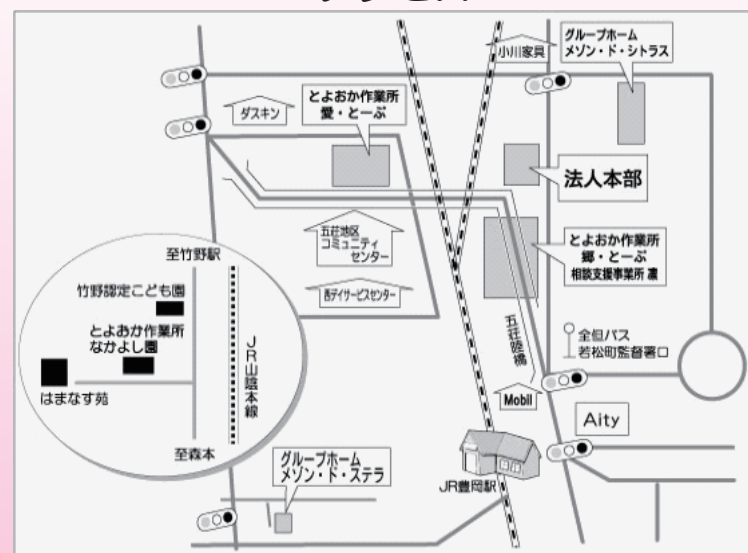 小川家具
グループホーム
メゾン・ド・シトラス
ダスキン
とよおか作業所
愛・とーぷ
法人本部
五荘地区
コミュニティ
センター
とよおか作業所
郷・とーぷ
相談支援事業所 凛
西デイサービスセンター
至竹野駅
竹野認定こども園
とよおか作業所
なかよし園
はまなす苑
JR山陰本線
至森本
五荘陸橋
全但バス
若松町監督署口
Mobil
Aity
JR豊岡駅
グループホーム
メゾン・ド・ステラ